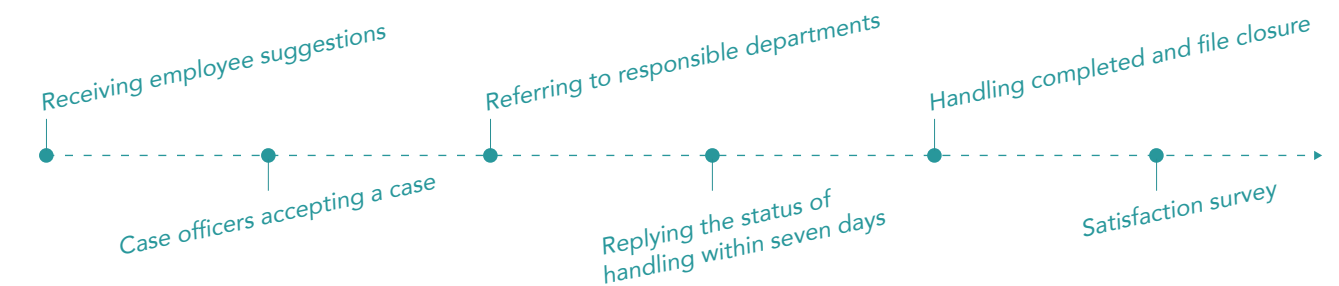 Receiving employee suggestions
Case officers accepting a case
Referring to responsible departments
Replying the status of
handling within seven days
Handling completed and file closure
Satisfaction survey